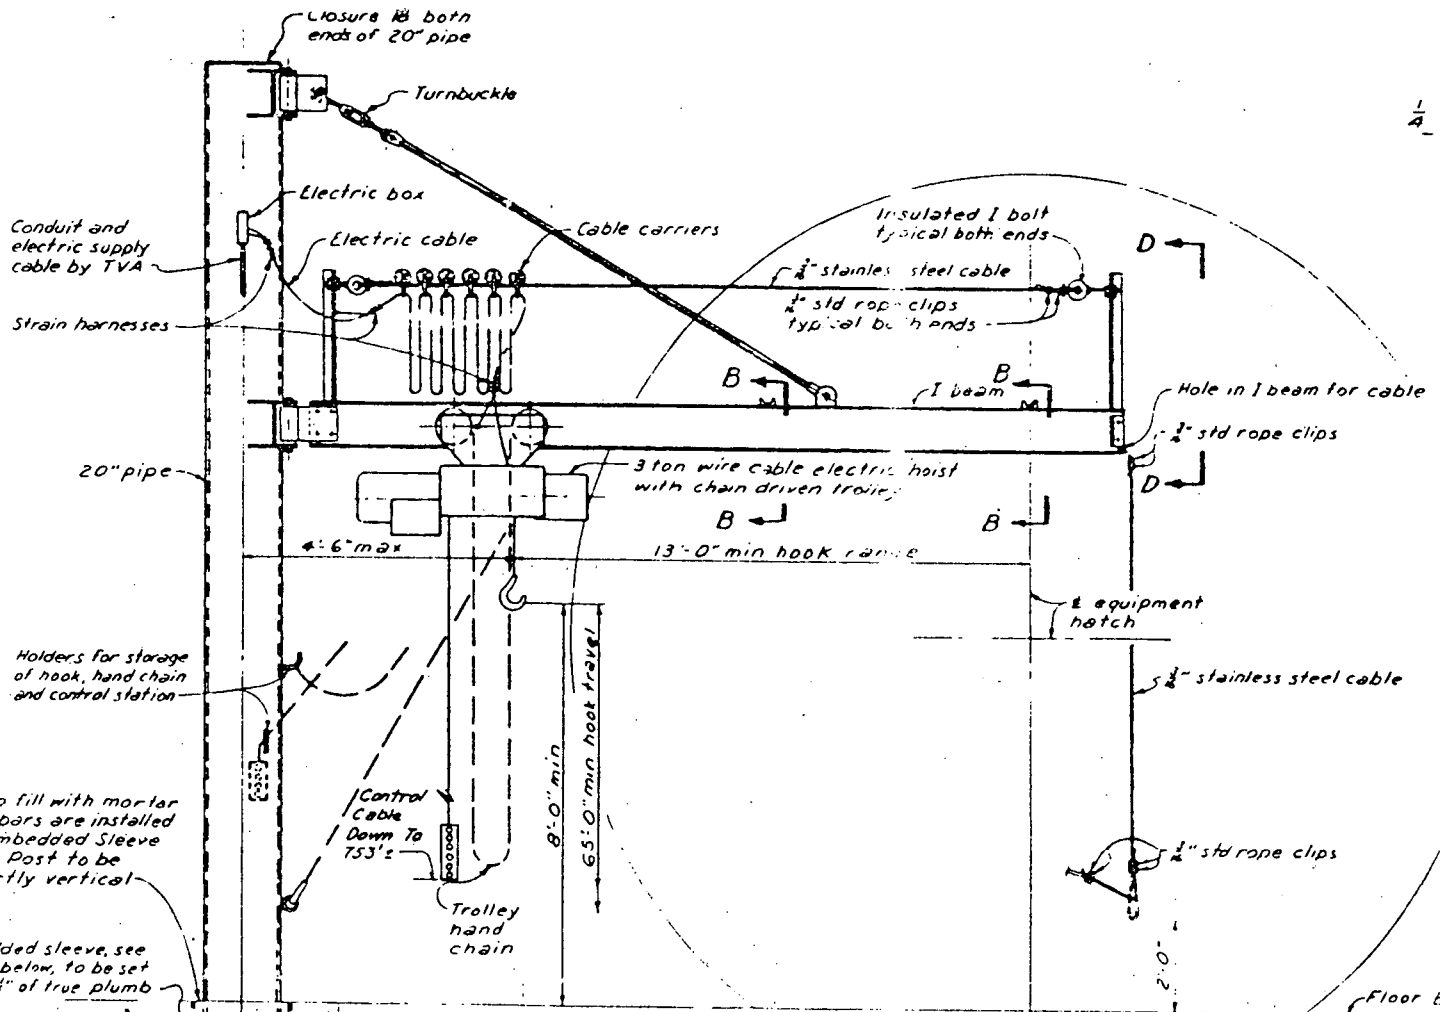 Closure ℞ both
ends of 20" pipe
Turnbuckle
1/4
Electric box
Conduit and
electric supply
cable by TVA
Electric cable
Cable carriers
Insulated I bolt
typical both ends
D
stainless steel cable
std rope clips
typical both ends
Strain harnesses
B
B
I beam
Hole in I beam for cable
std rope clips
20" pipe
3 ton wire cable electric hoist
with chain driven trolley
D
B
B
4'-6" max
13'-0" min hook range
℄ equipment
hatch
Holders for storage
of hook, hand chain
and control station
65'-0" min hook travel
8'-0" min
stainless steel cable
fill with mortar
bars are installed
mbedded Sleeve
Post to be
tly vertical
Control
Cable
Down To
753'±
std rope clips
Trolley
hand
chain
ded sleeve, see
below, to be set
" of true plumb
2'-0"
Floor